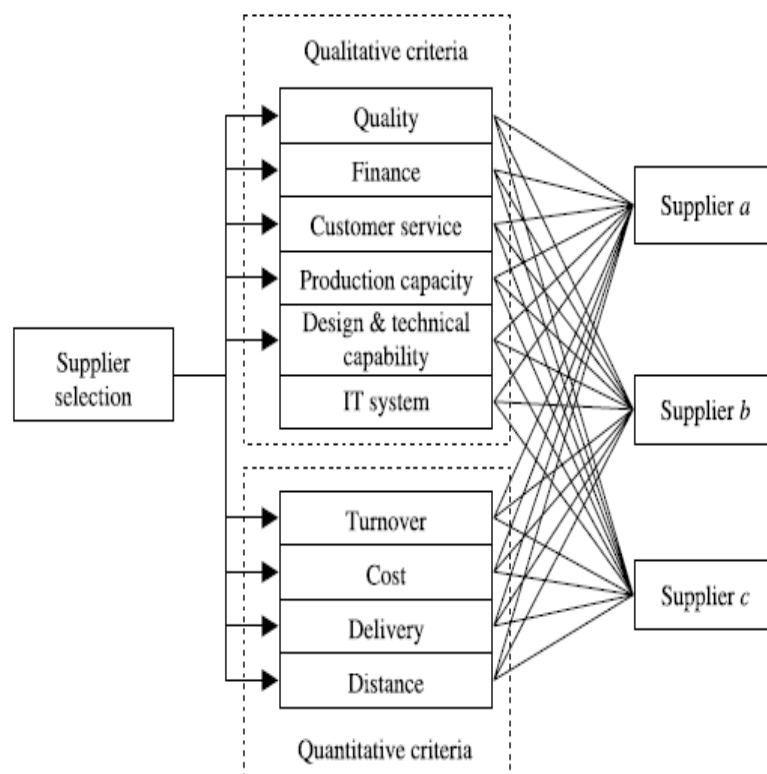 Qualitative criteria
Quality
Finance
Customer service
Production capacity
Design & technical
capability
IT system
Supplier
selection
Turnover
Cost
Delivery
Distance
Quantitative criteria
Supplier a
Supplier b
Supplier c